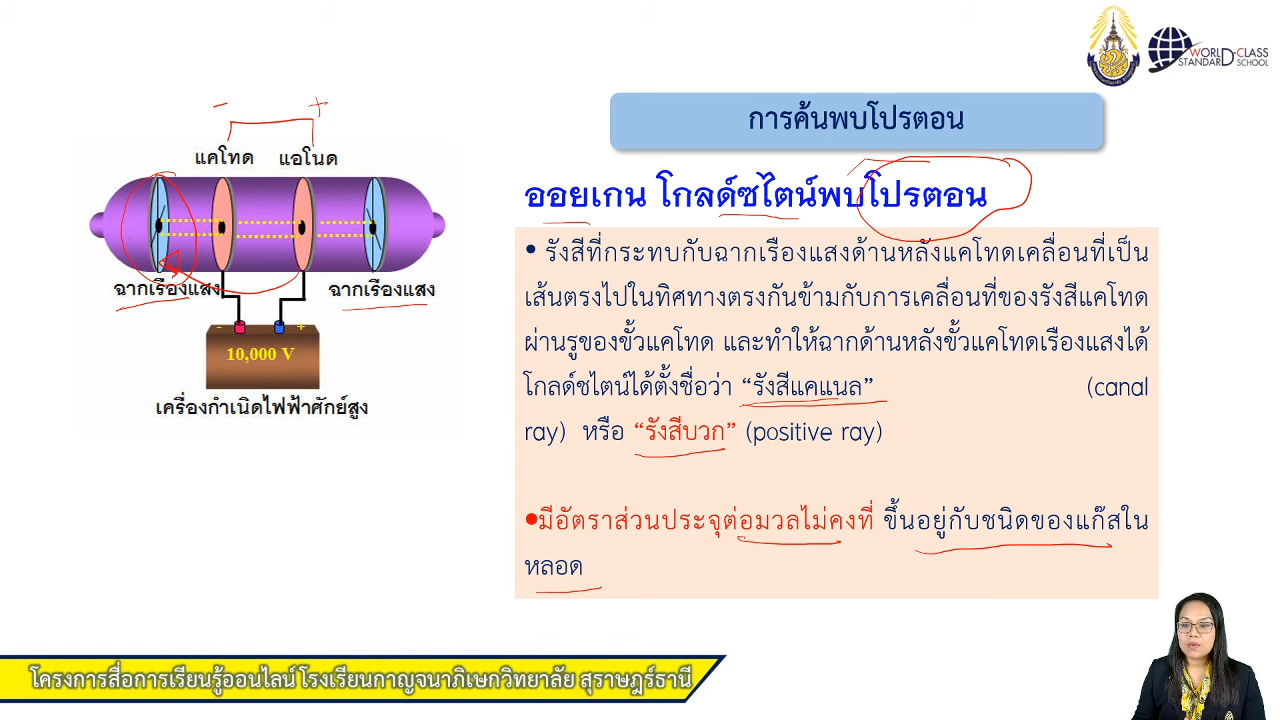 WORLD-CLASS
STANDARD SCHOOL
การค้นพบโปรตอน
- +
แคโทด แอโนด
ฉากเรืองแสง ฉากเรืองแสง
- +
10,000 V
เครื่องกำเนิดไฟฟ้าศักย์สูง
ออยเกน โกลด์ซไตน์พบโปรตอน
• รังสีที่กระทบกับฉากเรืองแสงด้านหลังแคโทดเคลื่อนที่เป็น
เส้นตรงไปในทิศทางตรงกันข้ามกับการเคลื่อนที่ของรังสีแคโทด
ผ่านรูของขั้วแคโทด และทำให้ฉากด้านหลังขั้วแคโทดเรืองแสงได้
โกลด์ชไตน์ได้ตั้งชื่อว่า “รังสีแคแนล” (canal
ray) หรือ “รังสีบวก” (positive ray)
•มีอัตราส่วนประจุต่อมวลไม่คงที่ ขึ้นอยู่กับชนิดของแก๊สใน
หลอด
โครงการสื่อการเรียนรู้ออนไลน์ โรงเรียนกาญจนาภิเษกวิทยาลัย สุราษฎร์ธานี